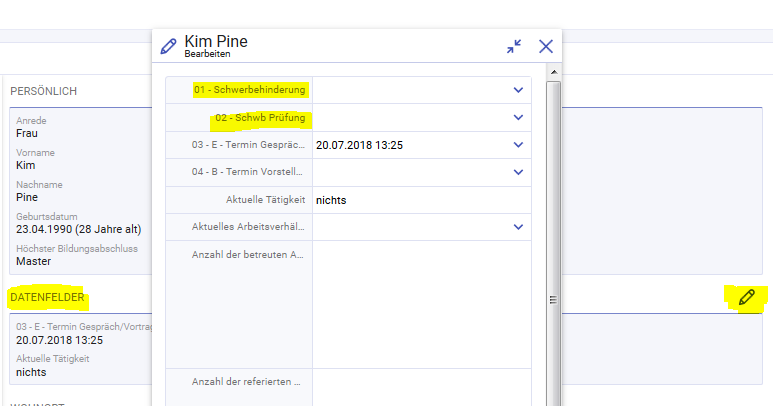 Kim Pine
Bearbeiten
PERSÖNLICH
Anrede
Frau
Vorname
Kim
Nachname
Pine
Geburtsdatum
23.04.1990 (28 Jahre alt)
Höchster Bildungsabschluss
Master
DATENFELDER
03 - E - Termin Gespräch/Vortrag
20.07.2018 13:25
Aktuelle Tätigkeit
nichts
01 - Schwerbehinderung
02 - Schwb Prüfung
03 - E - Termin Gespräc... 20.07.2018 13:25
04 - B - Termin Vorstell...
Aktuelle Tätigkeit nichts
Aktuelles Arbeitsverhäl...
Anzahl der betreuten A...
Anzahl der referierten ...